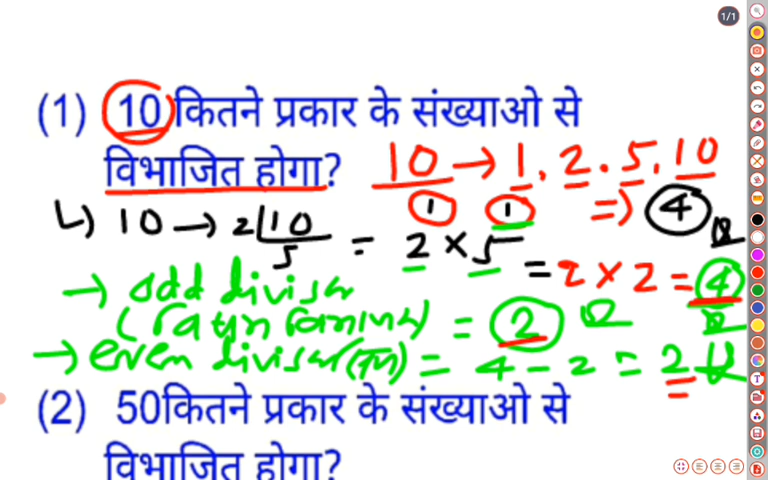 1/1
(1) 10 कितने प्रकार के संख्याओ से
विभाजित होगा?
10 → 1, 2, 5, 10
1 1 => 4
10 → 2 10 = 2 × 5
5
= 2 × 2 = 4
→ odd divisor
= 2
→ even divisor = 4 - 2 = 2
(2) 50कितने प्रकार के संख्याओ से
विभाजित होगा?